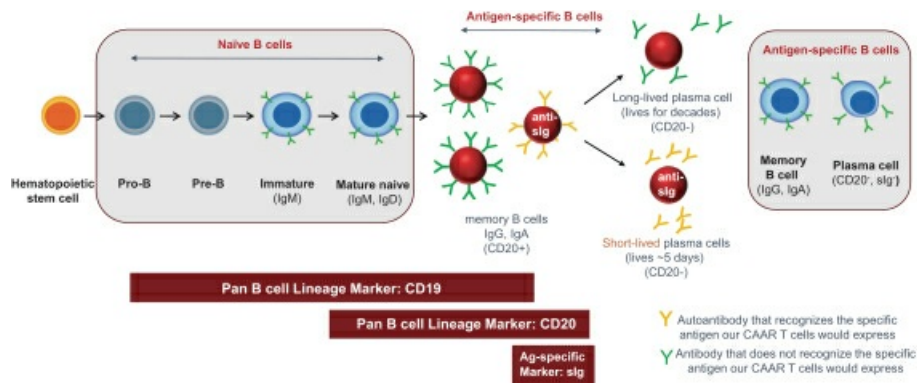 Naïve B cells
Hematopoietic
stem cell
Pro-B
Pre-B
Immature
(IgM)
Mature naive
(IgM, IgD)
Antigen-specific B cells
anti-
sIg
memory B cells
IgG, IgA
(CD20+)
Long-lived plasma cell
(lives for decades)
(CD20-)
anti-
sIg
Short-lived plasma cells
(lives ~5 days)
(CD20-)
Antigen-specific B cells
Memory
B cell
(IgG, IgA)
Plasma cell
(CD20-, sIg-)
Pan B cell Lineage Marker: CD19
Pan B cell Lineage Marker: CD20
Ag-specific
Marker: sIg
Autoantibody that recognizes the specific
antigen our CAAR T cells would express
Antibody that does not recognize the specific
antigen our CAAR T cells would express